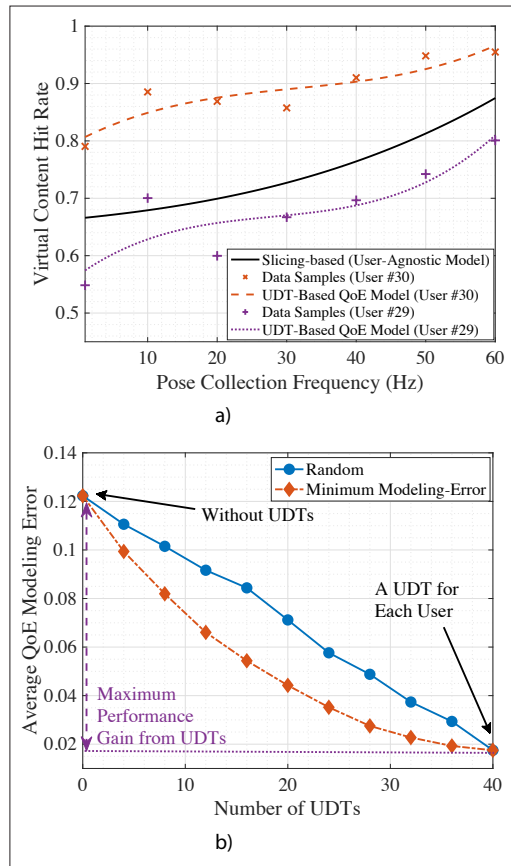 1
0.9
0.8
0.7
0.6
0.5
Virtual Content Hit Rate
Slicing-based (User-Agnostic Model)
Data Samples (User #30)
UDT-Based QoE Model (User #30)
Data Samples (User #29)
UDT-Based QoE Model (User #29)
10 20 30 40 50 60
Pose Collection Frequency (Hz)
a)
0.14
0.12
0.1
0.08
0.06
0.04
0.02
Average QoE Modeling Error
Random
Minimum Modeling-Error
Without UDTs
A UDT for
Each User
Maximum
Performance
Gain from UDTs
0 10 20 30 40
Number of UDTs
b)